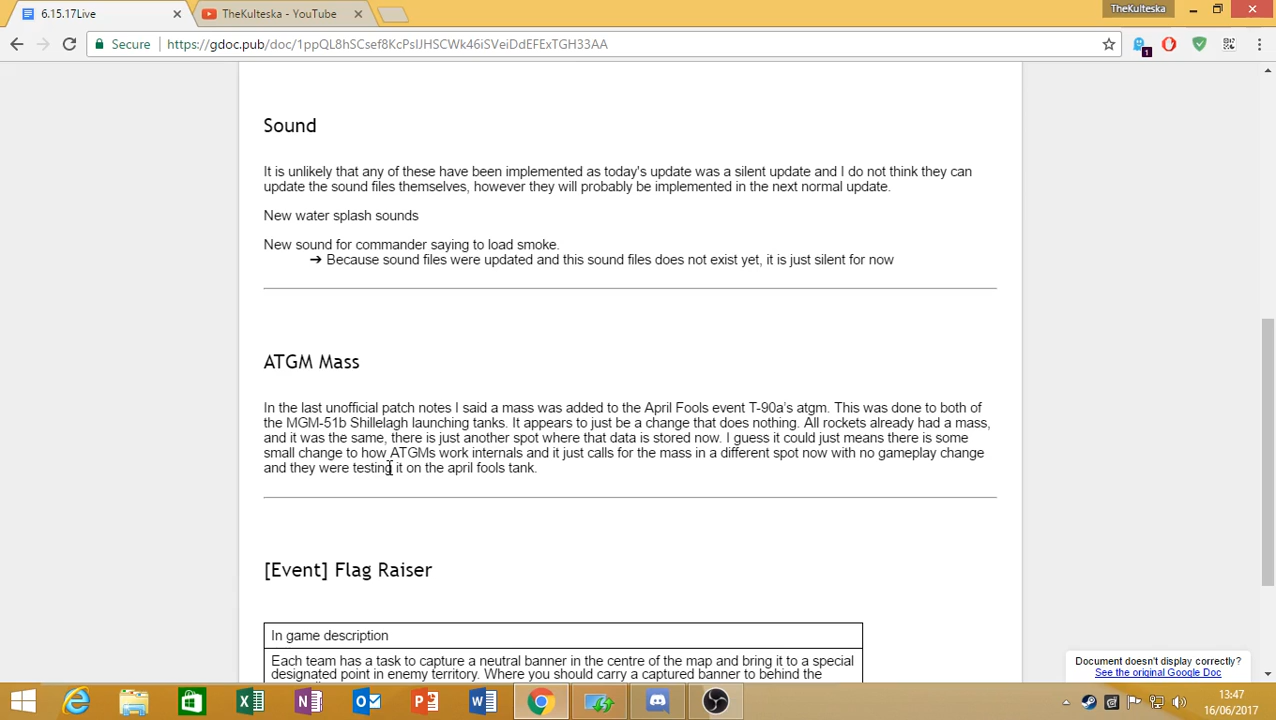 6.15.17Live
TheKulteska - YouTube
TheKulteska
Secure
https://gdoc.pub/doc/1ppQL8hSCsef8KcPsIJHSCWk46iSVeiDdEFExTGH33AA
1
Sound
It is unlikely that any of these have been implemented as today's update was a silent update and I do not think they can
update the sound files themselves, however they will probably be implemented in the next normal update.
New water splash sounds
New sound for commander saying to load smoke.
➔ Because sound files were updated and this sound files does not exist yet, it is just silent for now
ATGM Mass
In the last unofficial patch notes I said a mass was added to the April Fools event T-90a's atgm. This was done to both of
the MGM-51b Shillelagh launching tanks. It appears to just be a change that does nothing. All rockets already had a mass,
and it was the same, there is just another spot where that data is stored now. I guess it could just means there is some
small change to how ATGMs work internals and it just calls for the mass in a different spot now with no gameplay change
and they were testing it on the april fools tank.
[Event] Flag Raiser
In game description
Each team has a task to capture a neutral banner in the centre of the map and bring it to a special
designated point in enemy territory. Where you should carry a captured banner to behind the
Document doesn't display correctly?
See the original Google Doc
13:47
16/06/2017